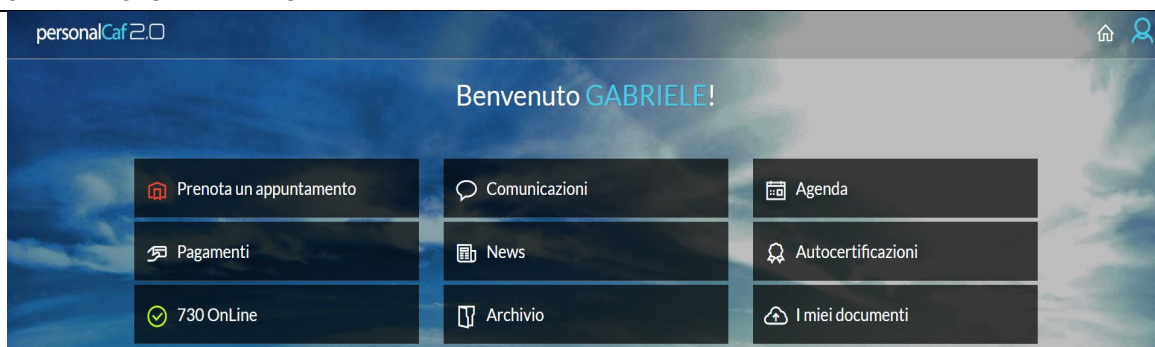 personalCaf 2.0
Benvenuto GABRIELE!
Prenota un appuntamento
Comunicazioni
Agenda
Pagamenti
News
Autocertificazioni
730 OnLine
Archivio
I miei documenti